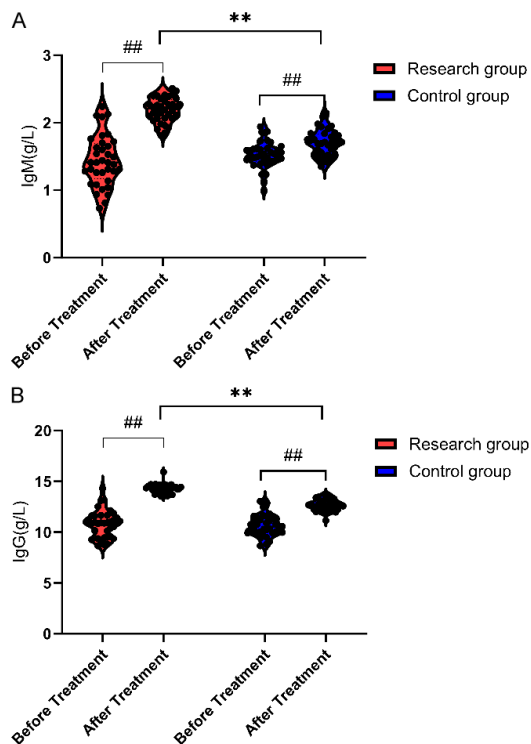 A
**
##
##
3
2
1
0
IgM(g/L)
Research group
Control group
Before Treatment
After Treatment
Before Treatment
After Treatment
B
**
##
##
20
15
10
5
0
IgG(g/L)
Research group
Control group
Before Treatment
After Treatment
Before Treatment
After Treatment